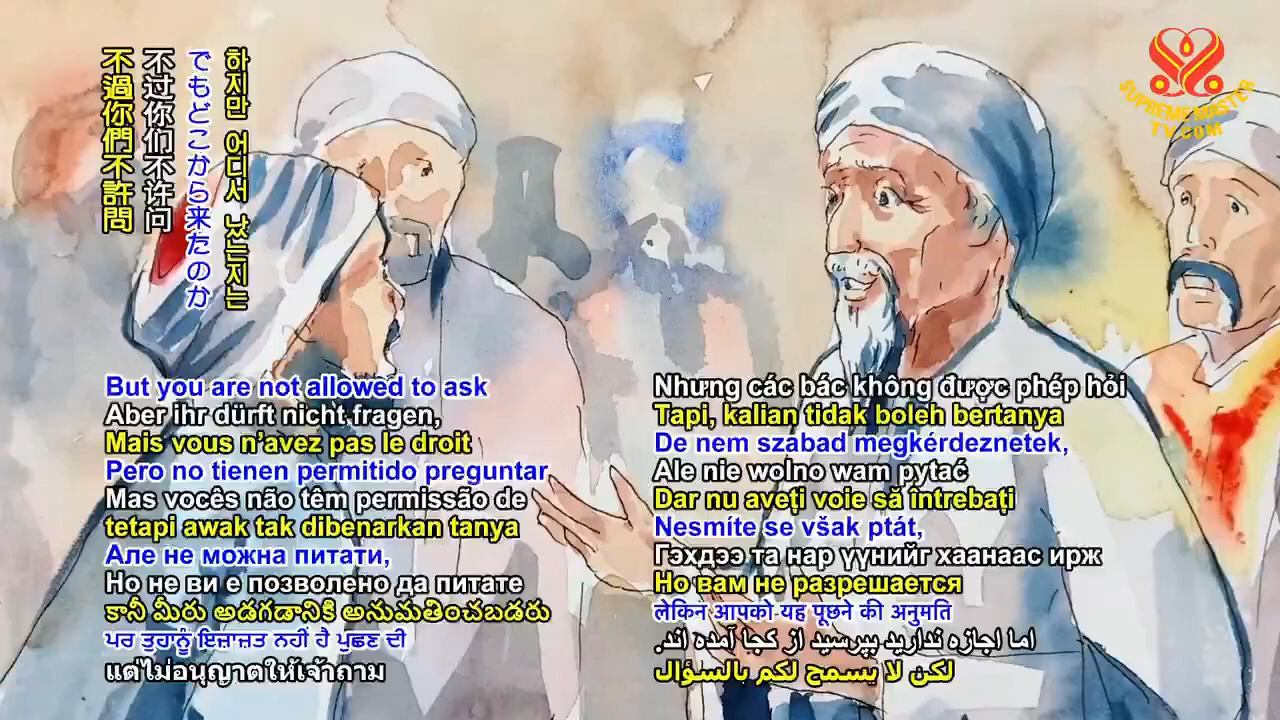 不過你們不許問
不过你们不许问
でもどこから来たのか
하지만 어디서 났는지는
SUPREMEMASTER
TV.COM
But you are not allowed to ask
Aber ihr dürft nicht fragen,
Mais vous n’avez pas le droit
Pero no tienen permitido preguntar
Mas vocês não têm permissão de
tetapi awak tak dibenarkan tanya
Але не можна питати,
Но не ви е позволено да питате
కానీ మీరు అడగడానికి అనుమతించబడరు
ਪਰ ਤੁਹਾਨੂੰ ਇਜ਼ਾਜ਼ਤ ਨਹੀਂ ਹੈ ਪੁਛਣ ਦੀ
แต่ไม่อนุญาตให้เจ้าถาม
Nhưng các bác không được phép hỏi
Tapi, kalian tidak boleh bertanya
De nem szabad megkérdeznetek,
Ale nie wolno wam pytać
Dar nu aveți voie să întrebați
Nesmíte se však ptát,
Гэхдээ та нар үүнийг хаанаас ирж
Но вам не разрешается
लेकिन आपको यह पूछने की अनुमति
اما اجازه ندارید بپرسید از کجا آمده اند.
لكن لا يسمح لكم بالسؤال